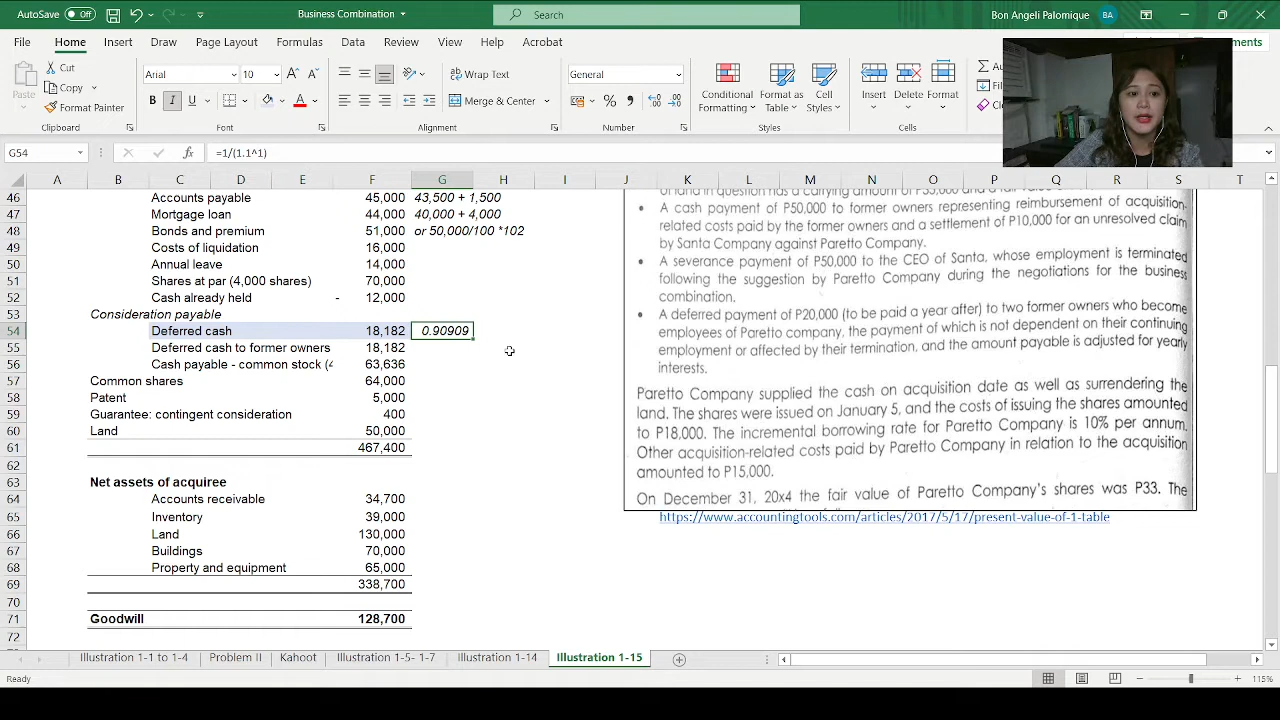 AutoSave Off Business Combination Search Bon Angeli Palomique BA
File Home Insert Draw Page Layout Formulas Data Review View Help Acrobat
Paste Cut Copy Format Painter Clipboard
Arial 10 B I U A Font
Wrap Text Merge & Center Alignment
General % Number
Conditional Formatting Format as Table Cell Styles Styles
Insert Delete Format Cells
G54 fx =1/(1.1^1)
A B C D E F G H I J K L M N O P Q R S T
46 Accounts payable 45,000 43,500 + 1,500
47 Mortgage loan 44,000 40,000 + 4,000
48 Bonds and premium 51,000 or 50,000/100 *102
49 Costs of liquidation 16,000
50 Annual leave 14,000
51 Shares at par (4,000 shares) 70,000
52 Cash already held - 12,000
53 Consideration payable
54 Deferred cash 18,182 0.90909
55 Deferred cash to former owners 18,182
56 Cash payable - common stock 63,636
57 Common shares 64,000
58 Patent 5,000
59 Guarantee: contingent consideration 400
60 Land
61 467,400
62
63 Net assets of acquiree
64 Accounts receivable 34,700
65 Inventory 39,000
66 Land 130,000
67 Buildings 70,000
68 Property and equipment 65,000
69 338,700
70
71 Goodwill 128,700
72
• A cash payment of P50,000 to former owners representing reimbursement of acquisition-
related costs paid by the former owners and a settlement of P10,000 for an unresolved claim
by Santa Company against Paretto Company.
• A severance payment of P50,000 to the CEO of Santa, whose employment is terminated
following the suggestion by Paretto Company during the negotiations for the business
combination.
• A deferred payment of P20,000 (to be paid a year after) to two former owners who become
employees of Paretto company, the payment of which is not dependent on their continuing
employment or affected by their termination, and the amount payable is adjusted for yearly
interests.
Paretto Company supplied the cash on acquisition date as well as surrendering the
land. The shares were issued on January 5, and the costs of issuing the shares amounted
to P18,000. The incremental borrowing rate for Paretto Company is 10% per annum.
Other acquisition-related costs paid by Paretto Company in relation to the acquisition
amounted to P15,000.
On December 31, 20x4 the fair value of Paretto Company's shares was P33. The
https://www.accountingtools.com/articles/2017/5/17/present-value-of-1-table
Illustration 1-1 to 1-4 Problem II Kahoot Illustration 1-5- 1-7 Illustration 1-14 Illustration 1-15
Ready 115%